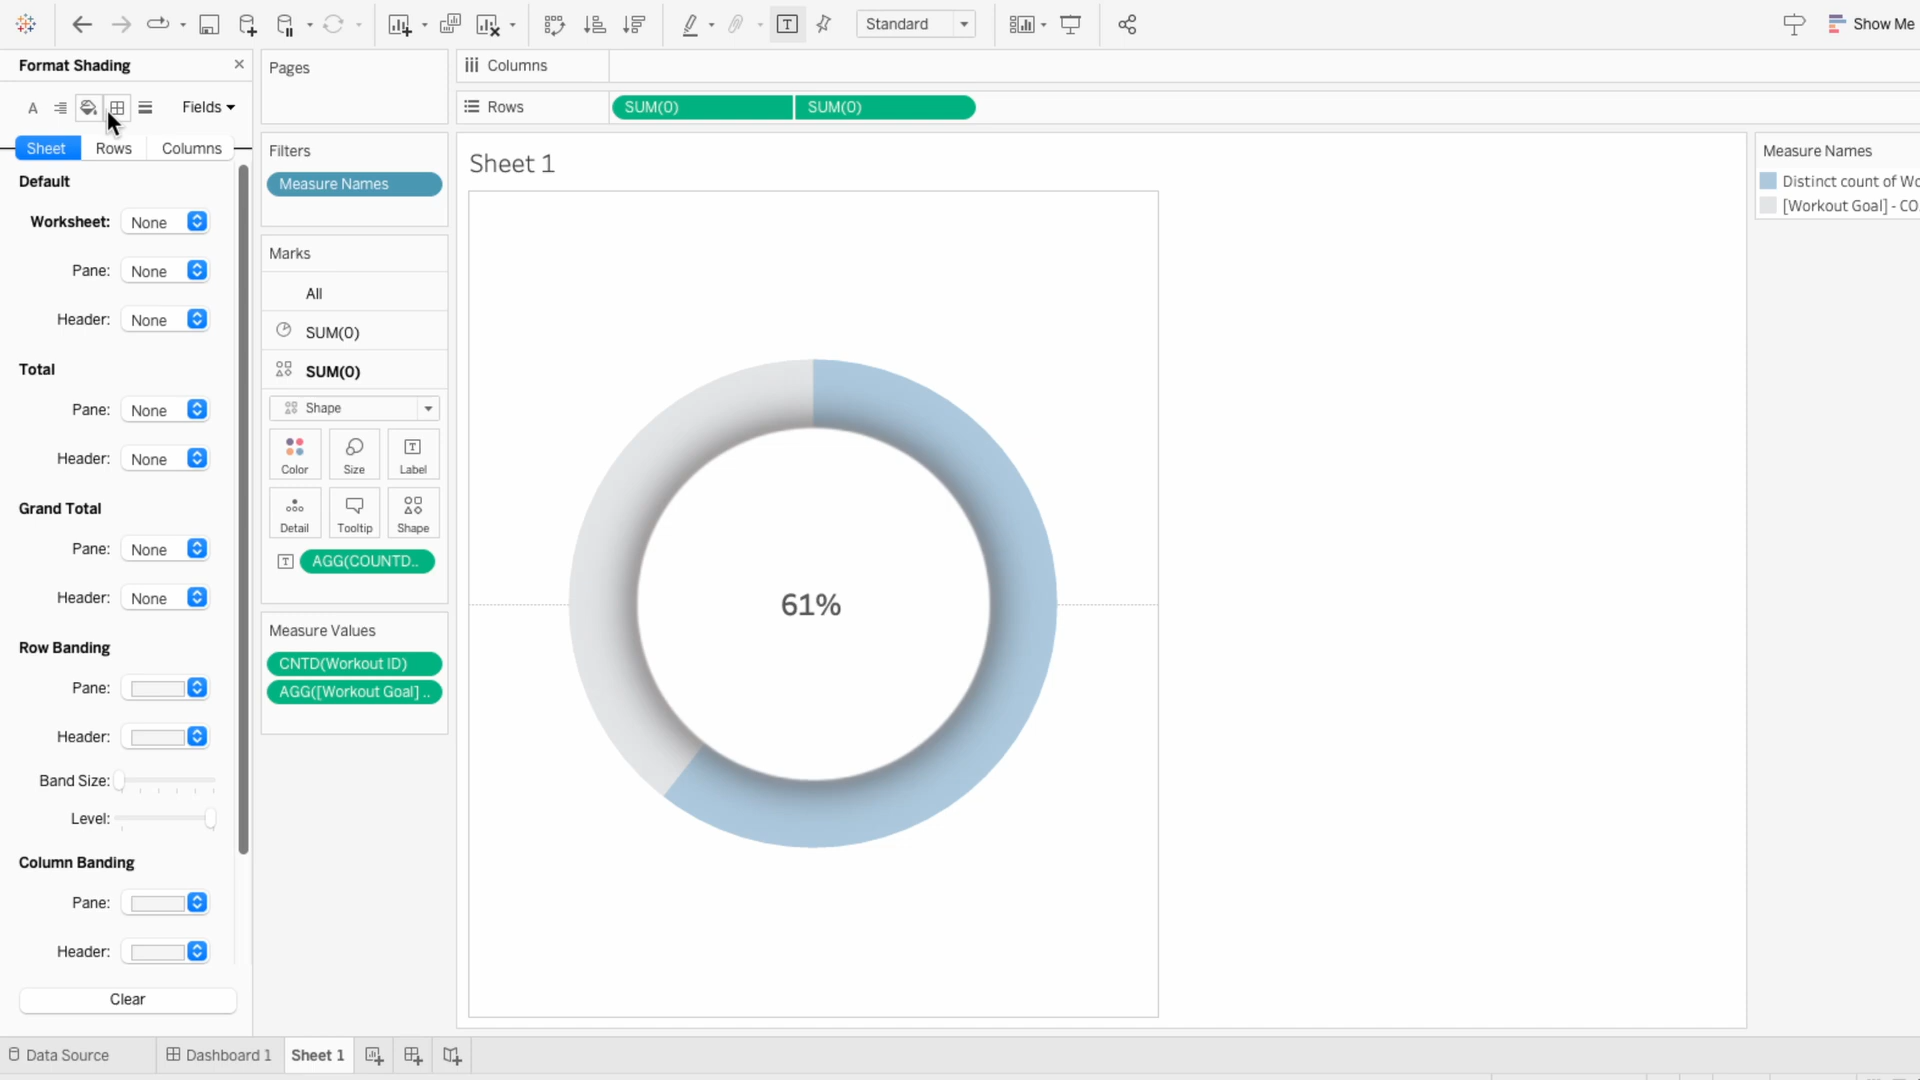 Standard
Show Me
Format Shading
Fields
Sheet
Rows
Columns
Default
Worksheet:
None
Pane:
None
Header:
None
Total
Pane:
None
Header:
None
Grand Total
Pane:
None
Header:
None
Row Banding
Pane:
Header:
Band Size:
Level:
Column Banding
Pane:
Header:
Clear
Pages
Filters
Measure Names
Marks
All
SUM(0)
SUM(0)
Shape
Color
Size
Label
Detail
Tooltip
Shape
AGG(COUNTD..
Measure Values
CNTD(Workout ID)
AGG([Workout Goal] ..
Columns
Rows
SUM(0)
SUM(0)
Sheet 1
61%
Measure Names
Distinct count of Wo
[Workout Goal] - CO.
Data Source
Dashboard 1
Sheet 1